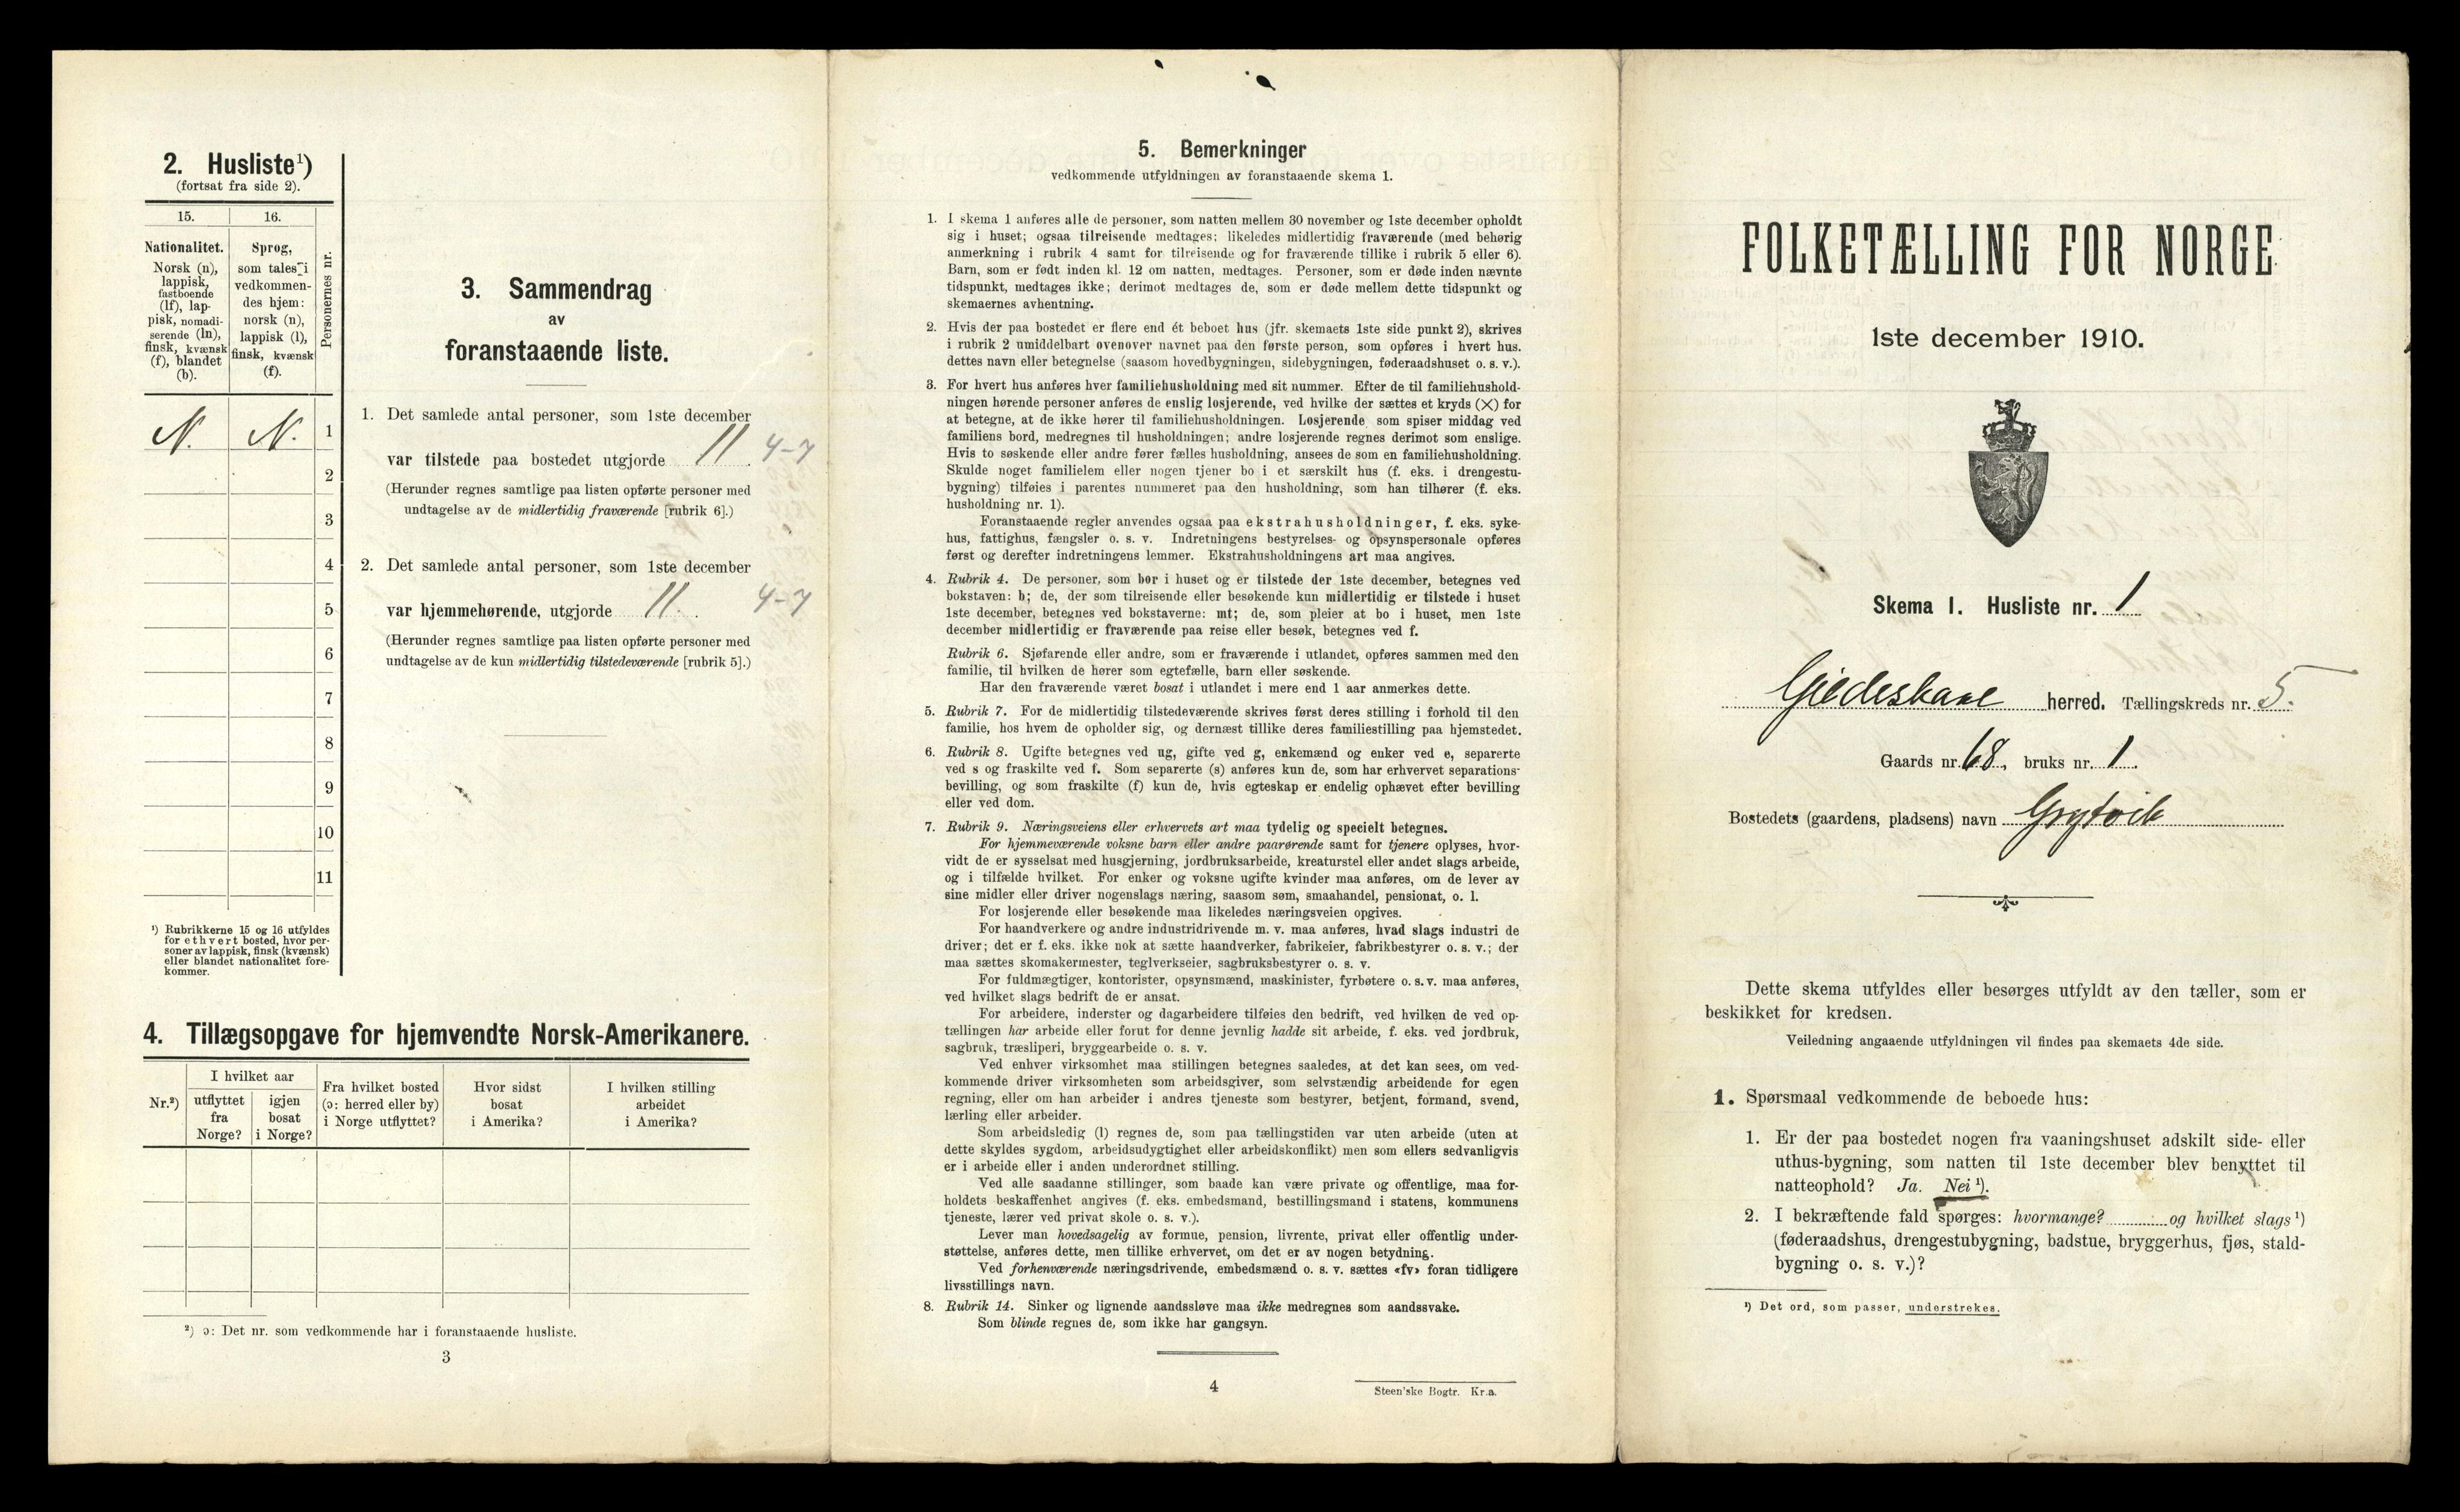 2. Husliste¹)
(fortsat fra side 2).
15.
16.
Personernes nr.
Nationalitet.
Norsk (n),
lappisk,
fastboende
(lf), lap-
pisk, nomadi-
serende (ln),
finsk, kvænsk
(f), blandet
(b).
Sprog,
som tales i
vedkommen-
des hjem:
norsk (n),
lappisk (l),
finsk, kvænsk
(f).
N. N. 1
2
3
4
5
6
7
8
9
10
11
¹) Rubrikkerne 15 og 16 utfyldes
for ethvert bosted, hvor per-
soner av lappisk, finsk (kvænsk)
eller blandet nationalitet fore-
kommer.
3. Sammendrag
av
foranstaaende liste.
1. Det samlede antal personer, som 1ste december
var tilstede paa bostedet utgjorde 11. 4-7
(Herunder regnes samtlige paa listen opførte personer med
undtagelse av de midlertidig fraværende [rubrik 6].)
2. Det samlede antal personer, som 1ste december
var hjemmehørende, utgjorde 11. 4-7
(Herunder regnes samtlige paa listen opførte personer med
undtagelse av de kun midlertidig tilstedeværende [rubrik 5].)
4. Tillægsopgave for hjemvendte Norsk-Amerikanere.
Nr.²)
I hvilket aar
utflyttet
fra
Norge?
igjen
bosat
i Norge?
Fra hvilket bosted
(ɔ: herred eller by)
i Norge utflyttet?
Hvor sidst
bosat
i Amerika?
I hvilken stilling
arbeidet
i Amerika?
²) ɔ: Det nr. som vedkommende har i foranstaaende husliste.
3
5. Bemerkninger
vedkommende utfyldningen av foranstaaende skema 1.
1. I skema 1 anføres alle de personer, som natten mellem 30 november og 1ste december opholdt
sig i huset; ogsaa tilreisende medtages; likeledes midlertidig fraværende (med behørig
anmerkning i rubrik 4 samt for tilreisende og for fraværende tillike i rubrik 5 eller 6).
Barn, som er født inden kl. 12 om natten, medtages. Personer, som er døde inden nævnte
tidspunkt, medtages ikke; derimot medtages de, som er døde mellem dette tidspunkt og
skemaernes avhentning.
2. Hvis der paa bostedet er flere end ét beboet hus (jfr. skemaets 1ste side punkt 2), skrives
i rubrik 2 umiddelbart ovenover navnet paa den første person, som opføres i hvert hus.
dettes navn eller betegnelse (saasom hovedbygningen, sidebygningen, føderaadshuset o. s. v.).
3. For hvert hus anføres hver familiehusholdning med sit nummer. Efter de til familiehushold-
ningen hørende personer anføres de enslig losjerende, ved hvilke der sættes et kryds (X) for
at betegne, at de ikke hører til familiehusholdningen. Losjerende som spiser middag ved
familiens bord, medregnes til husholdningen; andre losjerende regnes derimot som enslige.
Hvis to søskende eller andre fører fælles husholdning, ansees de som en familiehusholdning.
Skulde noget familielem eller nogen tjener bo i et særskilt hus (f. eks. i drengestu-
bygning) tilføies i parentes nummeret paa den husholdning, som han tilhører (f. eks.
husholdning nr. 1).
Foranstaaende regler anvendes ogsaa paa ekstrahusholdninger, f. eks. syke-
hus, fattighus, fængsler o. s. v. Indretningens bestyrelses- og opsynspersonale opføres
først og derefter indretningens lemmer. Ekstrahusholdningens art maa angives.
4. Rubrik 4. De personer, som bor i huset og er tilstede der 1ste december, betegnes ved
bokstaven: b; de, der som tilreisende eller besøkende kun midlertidig er tilstede i huset
1ste december, betegnes ved bokstaverne: mt; de, som pleier at bo i huset, men 1ste
december midlertidig er fraværende paa reise eller besøk, betegnes ved f.
Rubrik 6. Sjøfarende eller andre, som er fraværende i utlandet, opføres sammen med den
familie, til hvilken de hører som egtefælle, barn eller søskende.
Har den fraværende været bosat i utlandet i mere end 1 aar anmerkes dette.
5. Rubrik 7. For de midlertidig tilstedeværende skrives først deres stilling i forhold til den
familie, hos hvem de opholder sig, og dernæst tillike deres familiestilling paa hjemstedet.
6. Rubrik 8. Ugifte betegnes ved ug, gifte ved g, enkemænd og enker ved e, separerte
ved s og fraskilte ved f. Som separerte (s) anføres kun de, som har erhvervet separations-
bevilling, og som fraskilte (f) kun de, hvis egteskap er endelig ophævet efter bevilling
eller ved dom.
7. Rubrik 9. Næringsveiens eller erhvervets art maa tydelig og specielt betegnes.
For hjemmeværende voksne barn eller andre paarørende samt for tjenere oplyses, hvor-
vidt de er sysselsat med husgjerning, jordbruksarbeide, kreaturstel eller andet slags arbeide,
og i tilfælde hvilket. For enker og voksne ugifte kvinder maa anføres, om de lever av
sine midler eller driver nogenslags næring, saasom søm, smaahandel, pensionat, o. l.
For losjerende eller besøkende maa likeledes næringsveien opgives.
For haandverkere og andre industridrivende m. v. maa anføres, hvad slags industri de
driver; det er f. eks. ikke nok at sætte haandverker, fabrikeier, fabrikbestyrer o. s. v.; der
maa sættes skomakermester, teglverkseier, sagbruksbestyrer o. s. v.
For fuldmægtiger, kontorister, opsynsmænd, maskinister, fyrbøtere o. s. v. maa anføres,
ved hvilket slags bedrift de er ansat.
For arbeidere, inderster og dagarbeidere tilføies den bedrift, ved hvilken de ved op-
tællingen har arbeide eller forut for denne jevnlig hadde sit arbeide, f. eks. ved jordbruk,
sagbruk, træsliperi, bryggearbeide o. s. v.
Ved enhver virksomhet maa stillingen betegnes saaledes, at det kan sees, om ved-
kommende driver virksomheten som arbeidsgiver, som selvstændig arbeidende for egen
regning, eller om han arbeider i andres tjeneste som bestyrer, betjent, formand, svend,
lærling eller arbeider.
Som arbeidsledig (l) regnes de, som paa tællingstiden var uten arbeide (uten at
dette skyldes sygdom, arbeidsudygtighet eller arbeidskonflikt) men som ellers sedvanligvis
er i arbeide eller i anden underordnet stilling.
Ved alle saadanne stillinger, som baade kan være private og offentlige, maa for-
holdets beskaffenhet angives (f. eks. embedsmand, bestillingsmand i statens, kommunens
tjeneste, lærer ved privat skole o. s. v.).
Lever man hovedsagelig av formue, pension, livrente, privat eller offentlig under-
støttelse, anføres dette, men tillike erhvervet, om det er av nogen betydning.
Ved forhenværende næringsdrivende, embedsmænd o. s. v. sættes «fv» foran tidligere
livsstillings navn.
8. Rubrik 14. Sinker og lignende aandssløve maa ikke medregnes som aandssvake.
Som blinde regnes de, som ikke har gangsyn.
4
Steen'ske Bogtr. Kr.a.
FOLKETÆLLING FOR NORGE
1ste december 1910.
Skema 1. Husliste nr. 1
Gildeskaal herred. Tællingskreds nr. 5.
Gaards nr. 68, bruks nr. 1.
Bostedets (gaardens, pladsens) navn Grytvik
Dette skema utfyldes eller besørges utfyldt av den tæller, som er
beskikket for kredsen.
Veiledning angaaende utfyldningen vil findes paa skemaets 4de side.
1. Spørsmaal vedkommende de beboede hus:
1. Er der paa bostedet nogen fra vaaningshuset adskilt side- eller
uthus-bygning, som natten til 1ste december blev benyttet til
natteophold? Ja. Nei¹).
2. I bekræftende fald spørges: hvormange? og hvilket slags¹)
(føderaadshus, drengestubygning, badstue, bryggerhus, fjøs, stald-
bygning o. s. v.)?
¹) Det ord, som passer, understrekes.